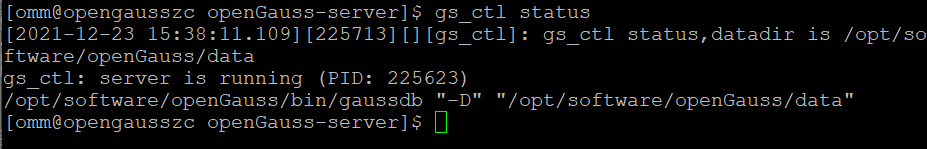 [omm@opengausszc openGauss-server]$ gs_ctl status
[2021-12-23 15:38:11.109][225713][][gs_ctl]: gs_ctl status,datadir is /opt/so
ftware/openGauss/data
gs_ctl: server is running (PID: 225623)
/opt/software/openGauss/bin/gaussdb "-D" "/opt/software/openGauss/data"
[omm@opengausszc openGauss-server]$